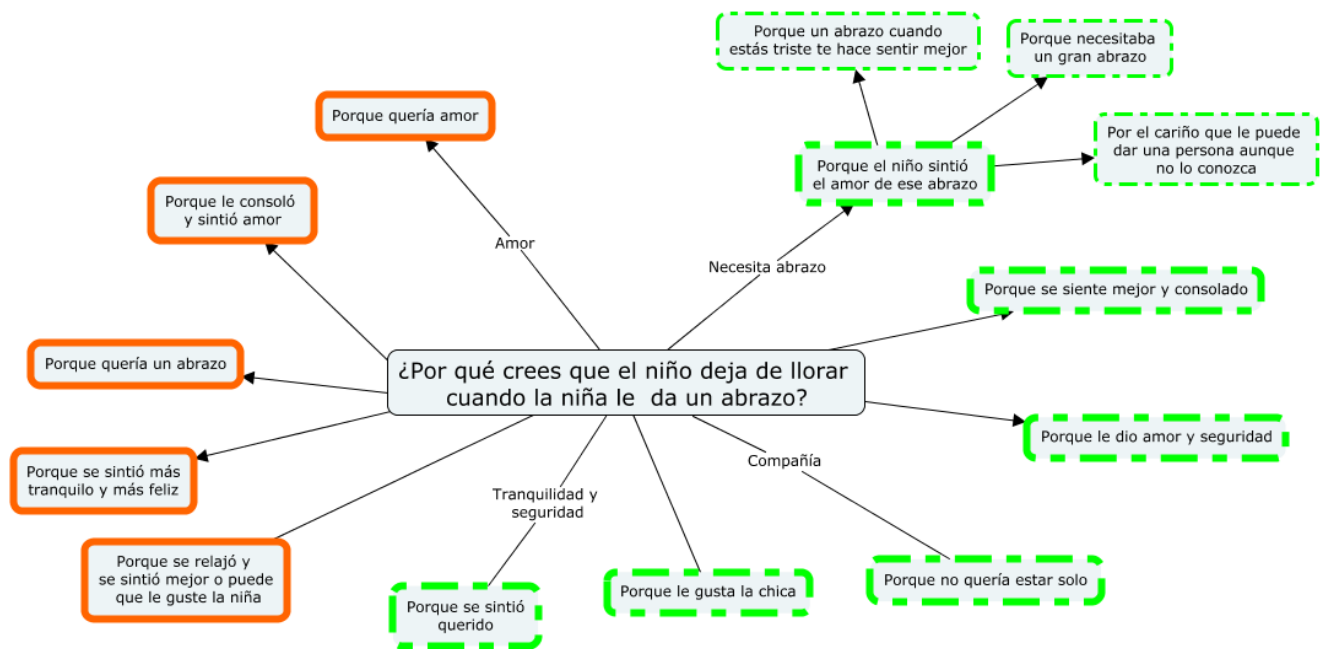 Porque un abrazo cuando
estás triste te hace sentir mejor
Porque necesitaba
un gran abrazo
Porque quería amor
Por el cariño que le puede
dar una persona aunque
no lo conozca
Porque el niño sintió
el amor de ese abrazo
Porque le consoló
y sintió amor
Amor
Necesita abrazo
Porque se siente mejor y consolado
Porque quería un abrazo
¿Por qué crees que el niño deja de llorar
cuando la niña le  da un abrazo?
Porque le dio amor y seguridad
Porque se sintió más
tranquilo y más feliz
Compañía
Tranquilidad y
seguridad
Porque se relajó y
se sintió mejor o puede
que le guste la niña
Porque se sintió
querido
Porque le gusta la chica
Porque no quería estar solo